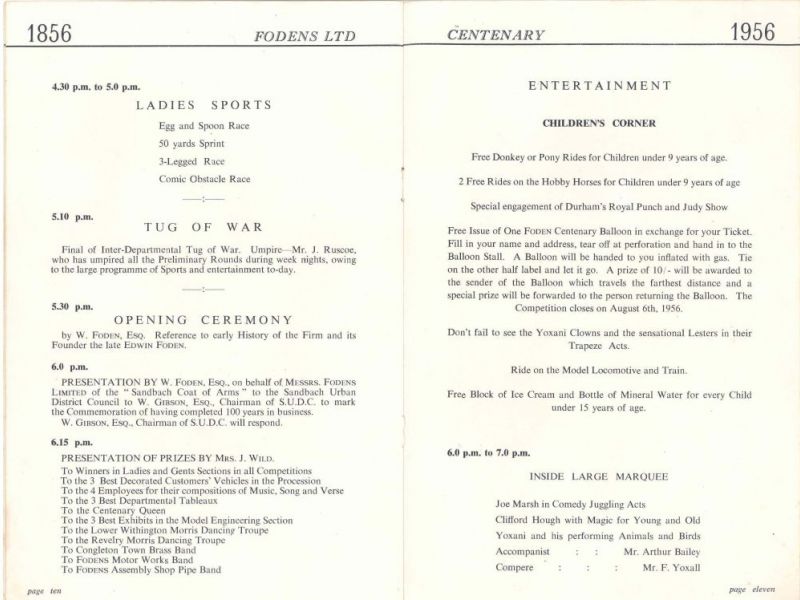 1856
FODENS LTD
4.30 p.m. to 5.0 p.m.
LADIES SPORTS
Egg and Spoon Race
50 yards Sprint
3-Legged Race
Comic Obstacle Race
5.10 p.m.
TUG OF WAR
Final of Inter-Departmental Tug of War. Umpire—Mr. J. Ruscoe,
who has umpired all the Preliminary Rounds during week nights, owing
to the large programme of Sports and entertainment to-day.
5.30 p.m.
OPENING CEREMONY
by W. FODEN, ESQ. Reference to early History of the Firm and its
Founder the late EDWIN FODEN.
6.0 p.m.
PRESENTATION BY W. FODEN, ESQ., on behalf of MESSRS. FODENS
LIMITED of the " Sandbach Coat of Arms " to the Sandbach Urban
District Council to W. GIBSON, ESQ., Chairman of S.U.D.C. to mark
the Commemoration of having completed 100 years in business.
W. GIBSON, ESQ., Chairman of S.U.D.C. will respond.
6.15 p.m.
PRESENTATION OF PRIZES BY MRS. J. WILD.
To Winners in Ladies and Gents Sections in all Competitions
To the 3 Best Decorated Customers' Vehicles in the Procession
To the 4 Employees for their compositions of Music, Song and Verse
To the 3 Best Departmental Tableaux
To the Centenary Queen
To the 3 Best Exhibits in the Model Engineering Section
To the Lower Withington Morris Dancing Troupe
To the Revelry Morris Dancing Troupe
To Congleton Town Brass Band
To FODENS Motor Works Band
To FODENS Assembly Shop Pipe Band
page ten
CENTENARY
1956
ENTERTAINMENT
CHILDREN'S CORNER
Free Donkey or Pony Rides for Children under 9 years of age.
2 Free Rides on the Hobby Horses for Children under 9 years of age
Special engagement of Durham's Royal Punch and Judy Show
Free Issue of One FODEN Centenary Balloon in exchange for your Ticket.
Fill in your name and address, tear off at perforation and hand in to the
Balloon Stall. A Balloon will be handed to you inflated with gas. Tie
on the other half label and let it go. A prize of 10/- will be awarded to
the sender of the Balloon which travels the farthest distance and a
special prize will be forwarded to the person returning the Balloon. The
Competition closes on August 6th, 1956.
Don't fail to see the Yoxani Clowns and the sensational Lesters in their
Trapeze Acts.
Ride on the Model Locomotive and Train.
Free Block of Ice Cream and Bottle of Mineral Water for every Child
under 15 years of age.
6.0 p.m. to 7.0 p.m.
INSIDE LARGE MARQUEE
Joe Marsh in Comedy Juggling Acts
Clifford Hough with Magic for Young and Old
Yoxani and his performing Animals and Birds
Accompanist : : Mr. Arthur Bailey
Compere : : : Mr. F. Yoxall
page eleven